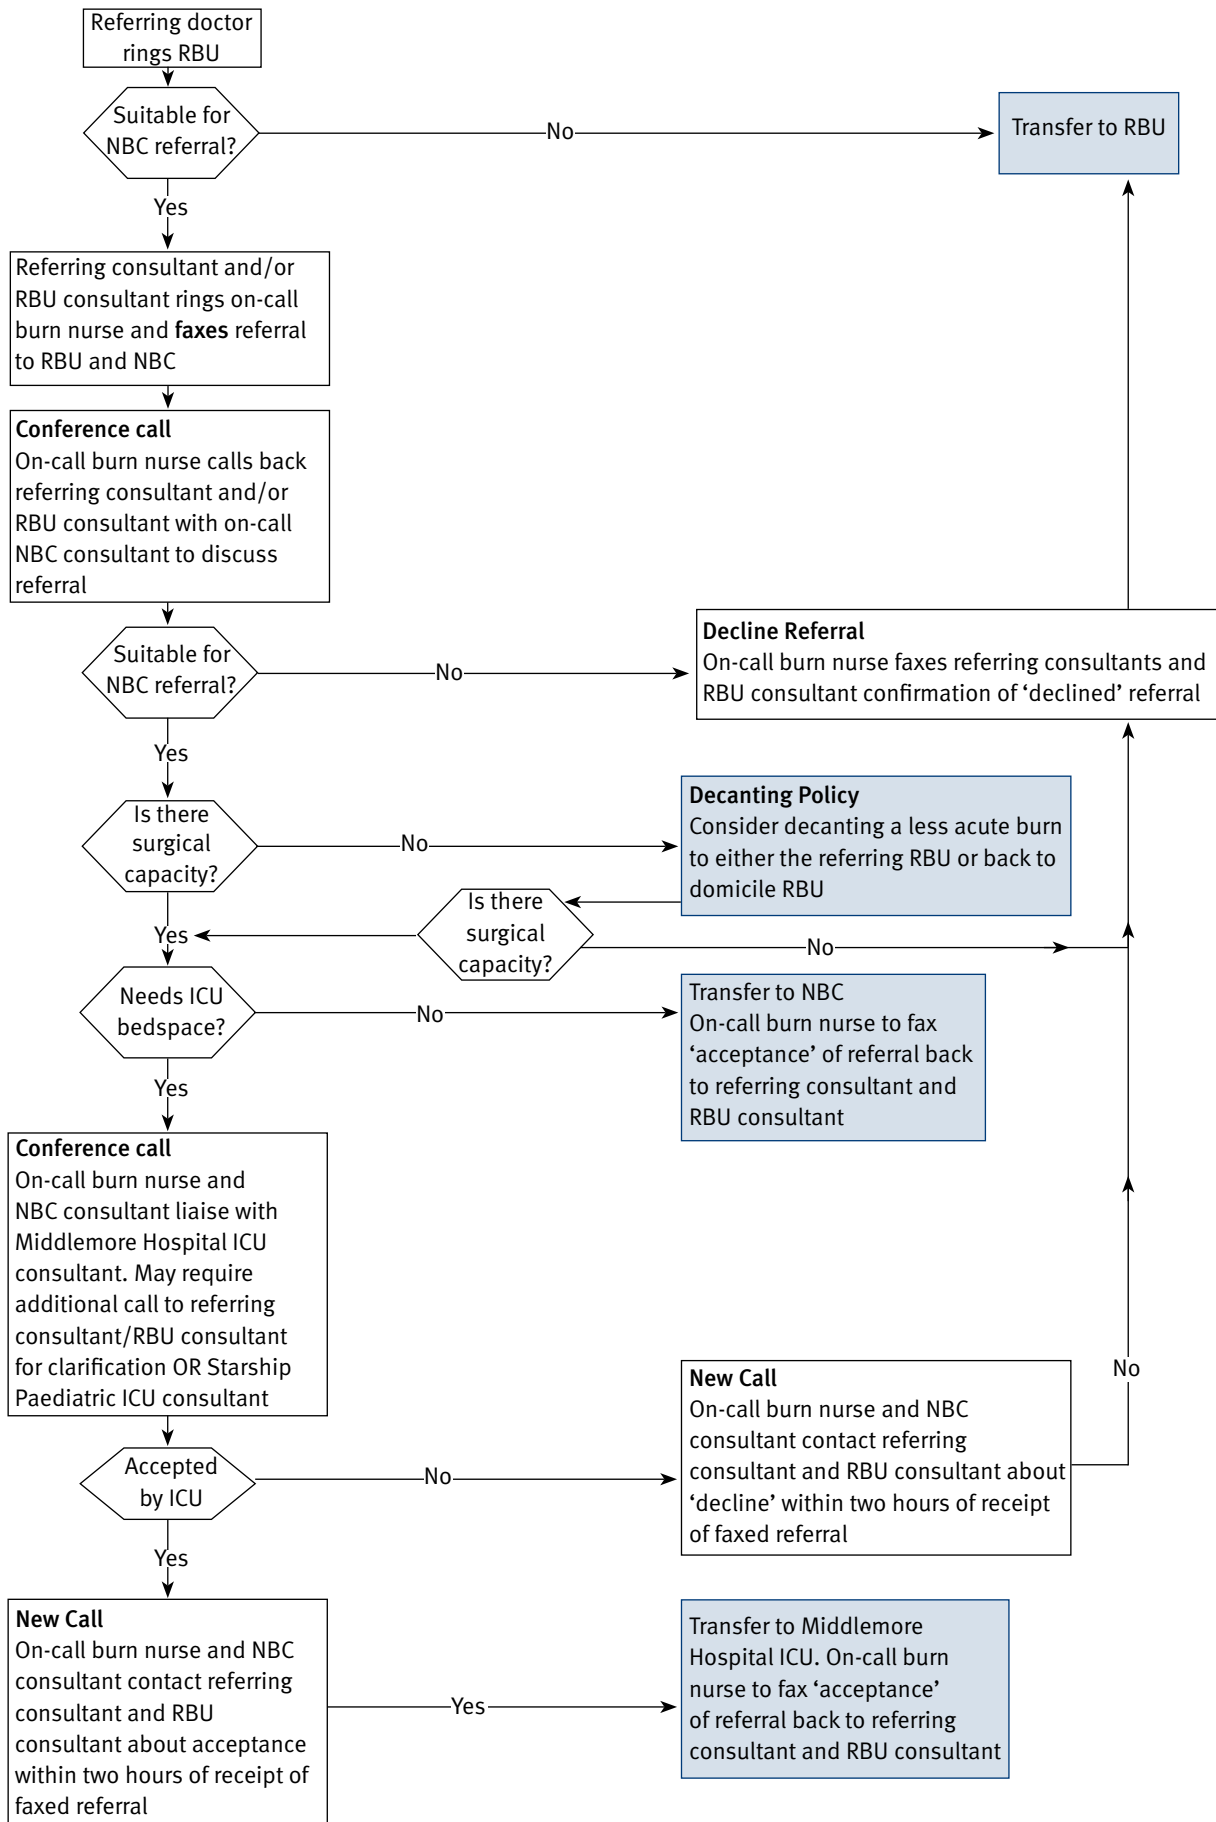 Referring doctor
rings RBU
Suitable for
NBC referral?
No
Transfer to RBU
Yes
Referring consultant and/or
RBU consultant rings on-call
burn nurse and faxes referral
to RBU and NBC
Conference call
On-call burn nurse calls back
referring consultant and/or
RBU consultant with on-call
NBC consultant to discuss
referral
Suitable for
NBC referral?
No
Decline Referral
On-call burn nurse faxes referring consultants and
RBU consultant confirmation of ‘declined’ referral
Yes
Is there
surgical
capacity?
No
Decanting Policy
Consider decanting a less acute burn
to either the referring RBU or back to
domicile RBU
Is there
surgical
capacity?
Yes
No
Needs ICU
bedspace?
No
Transfer to NBC
On-call burn nurse to fax
‘acceptance’ of referral back
to referring consultant and
RBU consultant
Yes
Conference call
On-call burn nurse and
NBC consultant liaise with
Middlemore Hospital ICU
consultant. May require
additional call to referring
consultant/RBU consultant
for clarification OR Starship
Paediatric ICU consultant
Accepted
by ICU
No
New Call
On-call burn nurse and NBC
consultant contact referring
consultant and RBU consultant about
‘decline’ within two hours of receipt
of faxed referral
No
Yes
New Call
On-call burn nurse and NBC
consultant contact referring
consultant and RBU
consultant about acceptance
within two hours of receipt of
faxed referral
Yes
Transfer to Middlemore
Hospital ICU. On-call burn
nurse to fax ‘acceptance’
of referral back to referring
consultant and RBU consultant